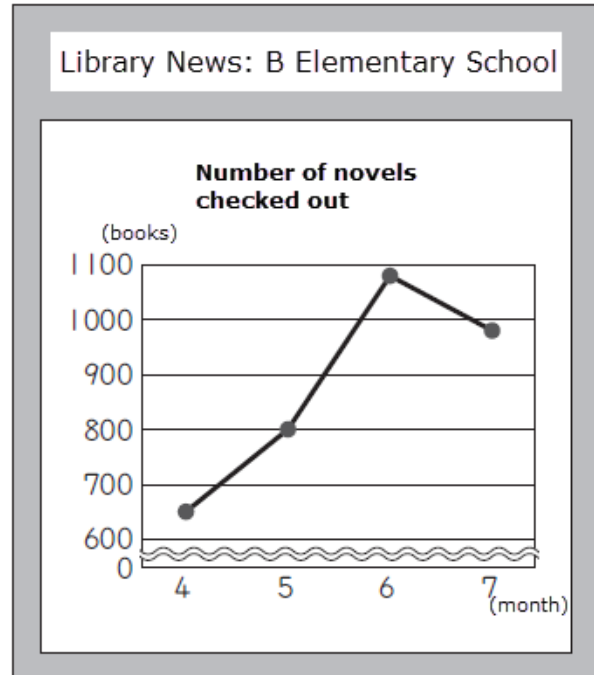 Library News: B Elementary School
Number of novels
checked out
(books)
1100
1000
900
800
700
600
0
4 5 6 7
(month)